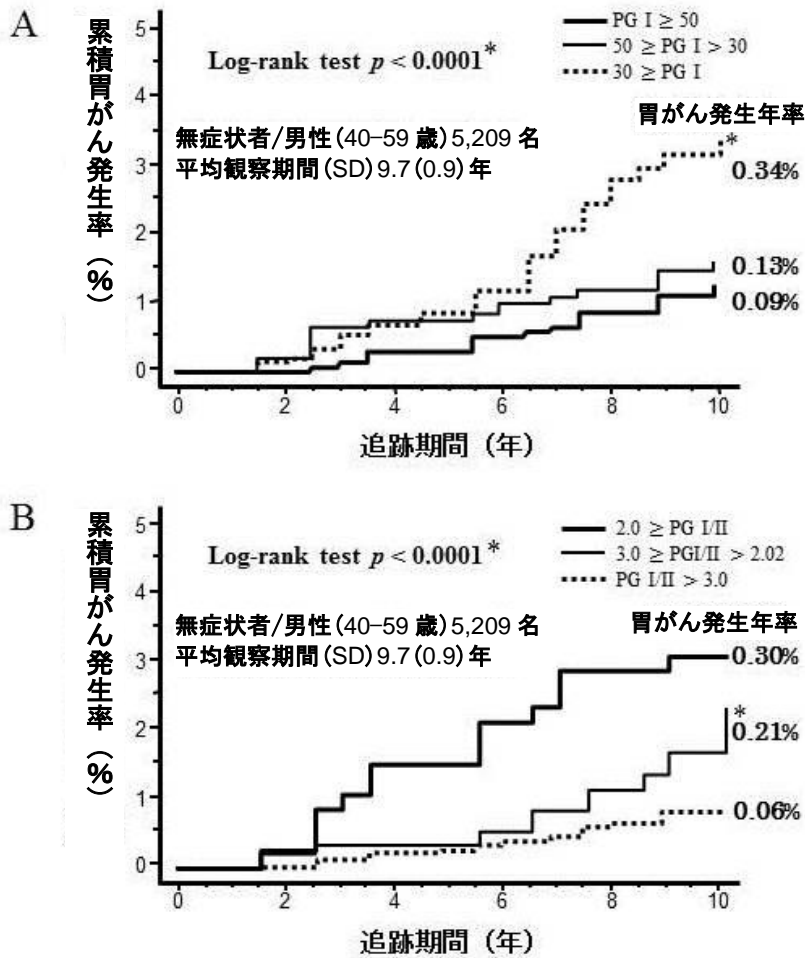 A
累積胃がん発生率（%）
5
4
3
2
1
0
Log-rank test p < 0.0001*
無症状者/男性(40–59 歳)5,209 名
平均観察期間(SD)9.7(0.9)年
PG I ≥ 50
50 ≥ PG I > 30
30 ≥ PG I
胃がん発生年率
*
0.34%
0.13%
0.09%
0 2 4 6 8 10
追跡期間（年）
B
累積胃がん発生率（%）
5
4
3
2
1
0
Log-rank test p < 0.0001*
無症状者/男性(40–59 歳)5,209 名
平均観察期間(SD)9.7(0.9)年
2.0 ≥ PG I/II
3.0 ≥ PGI/II > 2.02
PG I/II > 3.0
胃がん発生年率
0.30%
*
0.21%
0.06%
0 2 4 6 8 10
追跡期間（年）